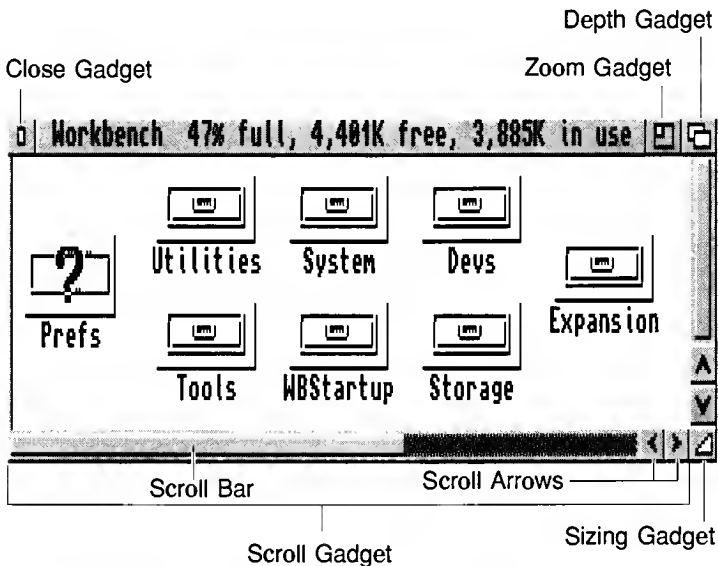 Depth Gadget
Close Gadget
Zoom Gadget
Workbench 47% full, 4,401K free, 3,885K in use
Utilities System Devs
Prefs
Expansion
Tools WBStartup Storage
Scroll Bar
Scroll Arrows
Sizing Gadget
Scroll Gadget